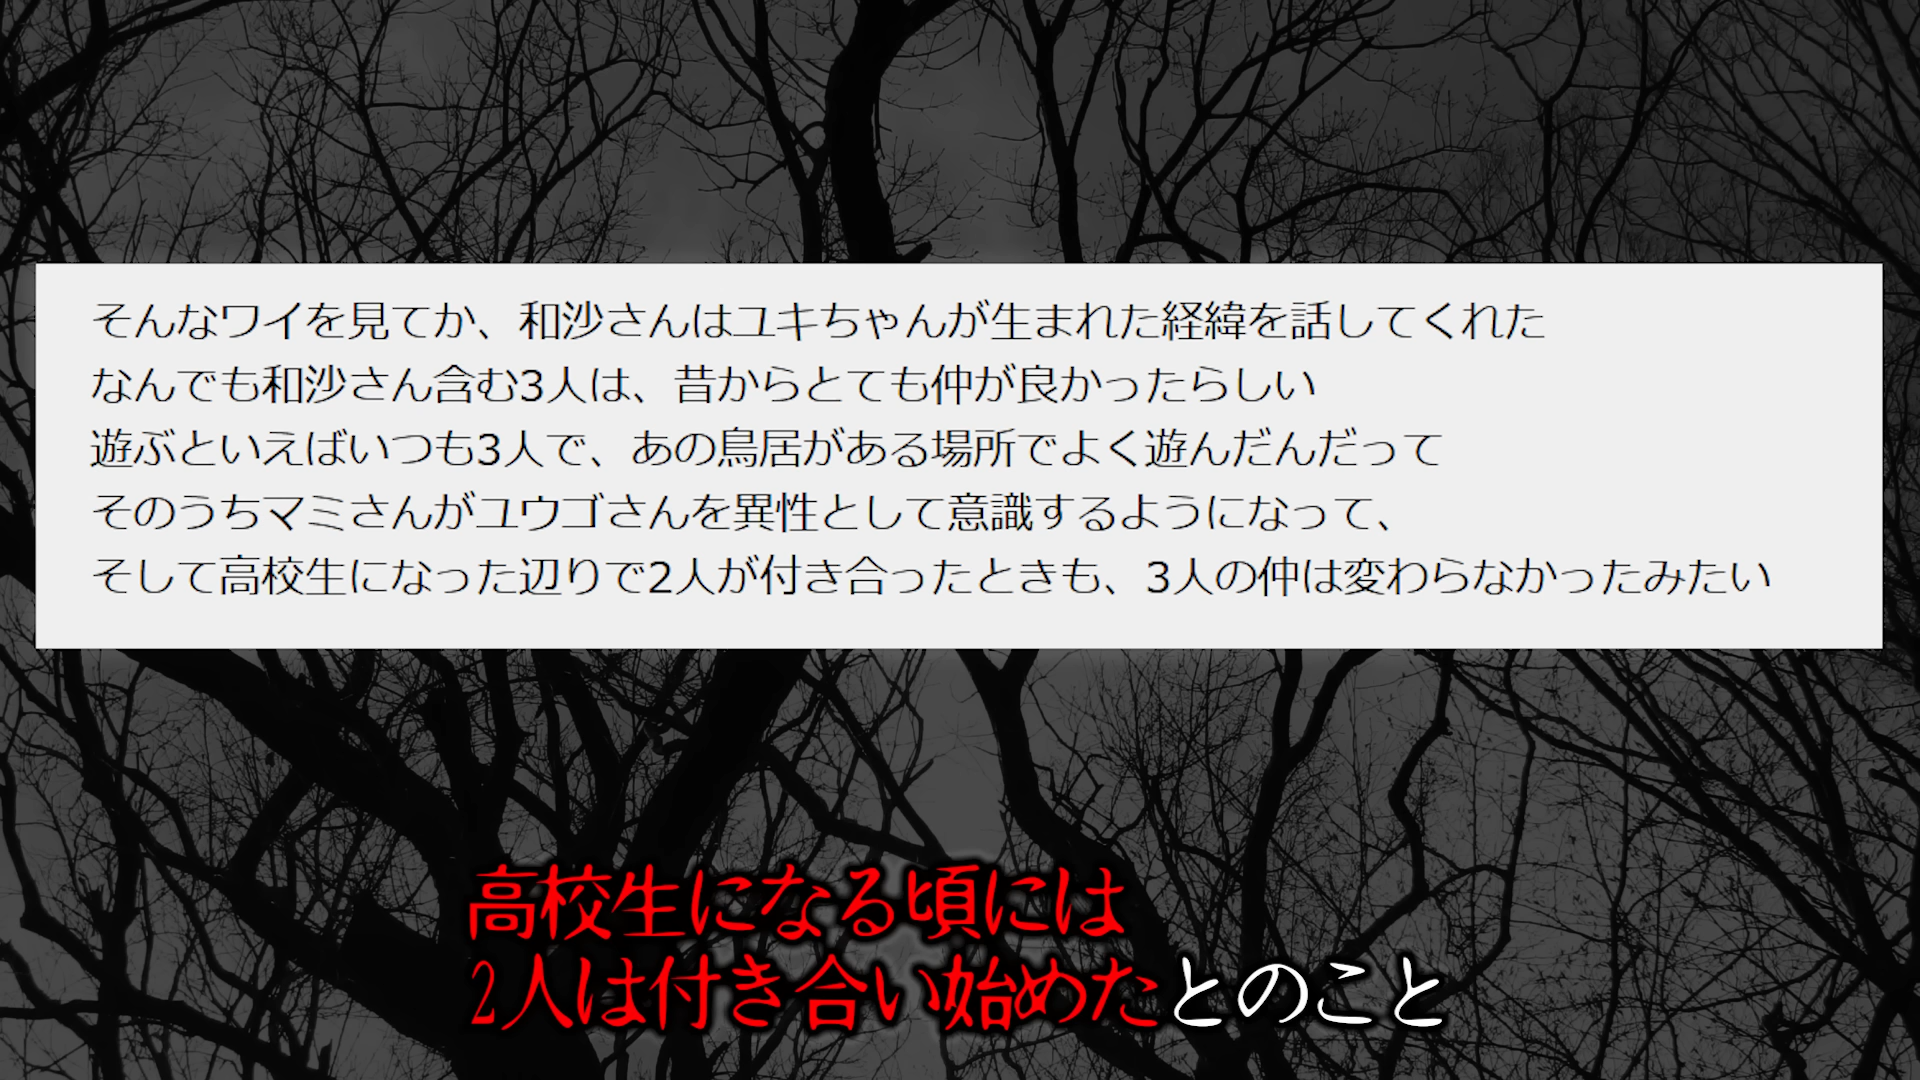 そんなワイを見てか、和沙さんはユキちゃんが生まれた経緯を話してくれた
なんでも和沙さん含む3人は、昔からとても仲が良かったらしい
遊ぶといえばいつも3人で、あの鳥居がある場所でよく遊んだんだって
そのうちマミさんがユウゴさんを異性として意識するようになって、
そして高校生になった辺りで2人が付き合ったときも、3人の仲は変わらなかったみたい
高校生になる頃には
2人は付き合い始めたとのこと